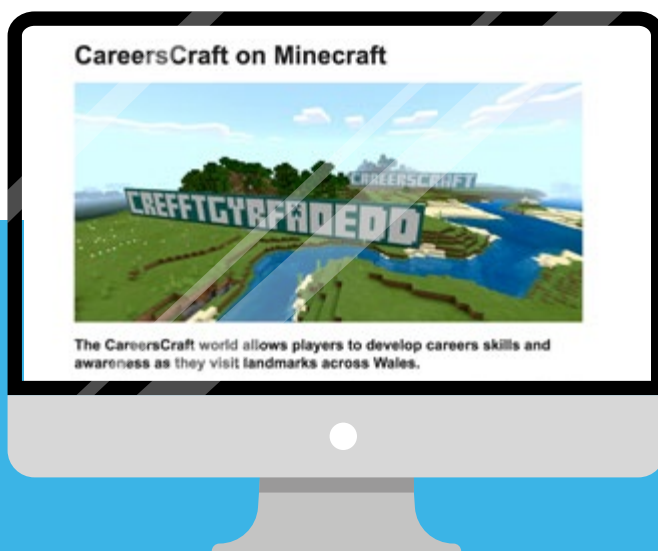 CareersCraft on Minecraft
CAREERSCRAFT
CREFFTGYRFAOEDD
The CareersCraft world allows players to develop careers skills and
awareness as they visit landmarks across Wales.